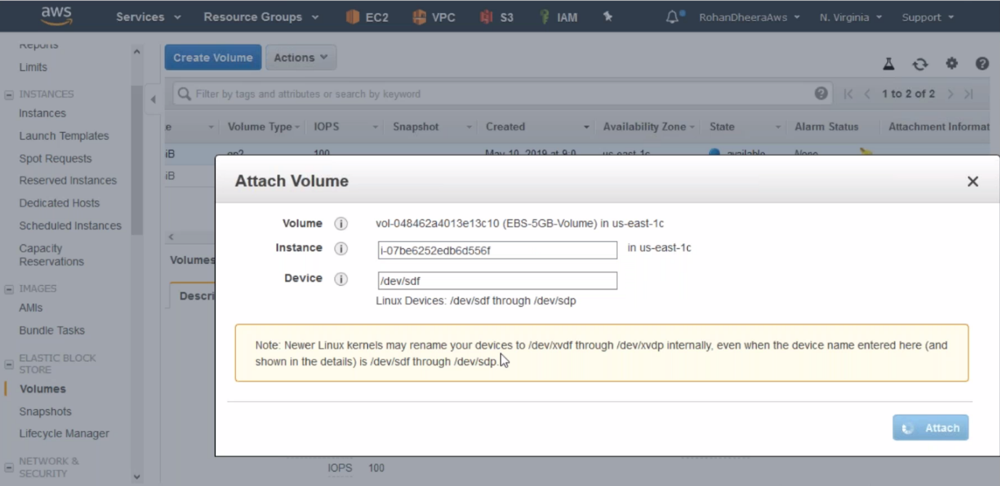 aws Services Resource Groups EC2 VPC S3 IAM RohanDheeraAws N. Virginia Support
Reports
Limits
INSTANCES
Instances
Launch Templates
Spot Requests
Reserved Instances
Dedicated Hosts
Scheduled Instances
Capacity
Reservations
IMAGES
AMIs
Bundle Tasks
ELASTIC BLOCK
STORE
Volumes
Snapshots
Lifecycle Manager
NETWORK &
SECURITY
Create Volume Actions
Filter by tags and attributes or search by keyword 1 to 2 of 2
e Volume Type IOPS Snapshot Created Availability Zone State Alarm Status Attachment Informat
iB gp2 100 May 10, 2019 at 9:0 us-east-1c available None
iB
Volumes
Descri
Attach Volume
Volume vol-048462a4013e13c10 (EBS-5GB-Volume) in us-east-1c
Instance i-07be6252edb6d556f in us-east-1c
Device /dev/sdf
Linux Devices: /dev/sdf through /dev/sdp
Note: Newer Linux kernels may rename your devices to /dev/xvdf through /dev/xvdp internally, even when the device name entered here (and
shown in the details) is /dev/sdf through /dev/sdp.
Attach
IOPS 100